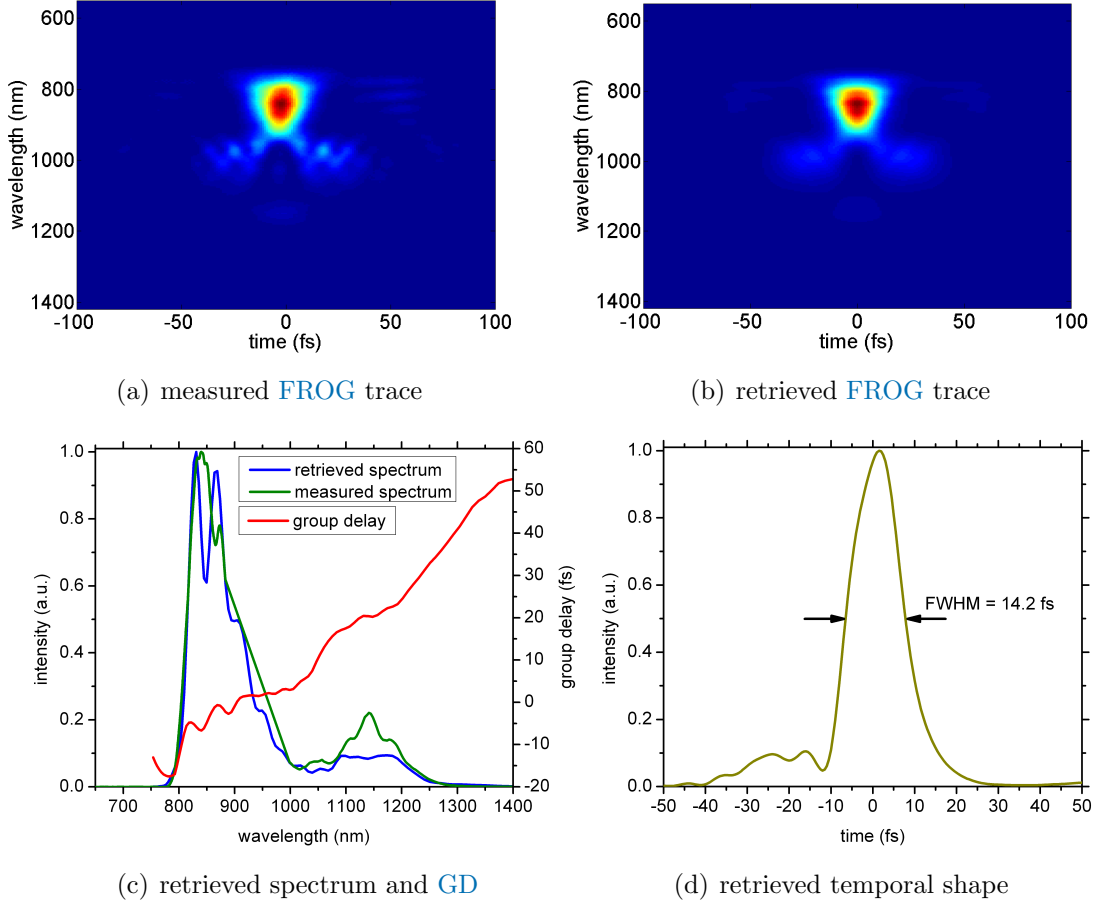 600
800
1000
1200
1400
wavelength (nm)
-100 -50 0 50 100
time (fs)
(a) measured FROG trace
600
800
1000
1200
1400
wavelength (nm)
-100 -50 0 50 100
time (fs)
(b) retrieved FROG trace
1.0
0.8
0.6
0.4
0.2
0.0
intensity (a.u.)
retrieved spectrum
measured spectrum
group delay
60
50
40
30
20
10
0
-10
-20
group delay (fs)
700 800 900 1000 1100 1200 1300 1400
wavelength (nm)
(c) retrieved spectrum and GD
1.0
0.8
0.6
0.4
0.2
0.0
intensity (a.u.)
FWHM = 14.2 fs
-50 -40 -30 -20 -10 0 10 20 30 40 50
time (fs)
(d) retrieved temporal shape